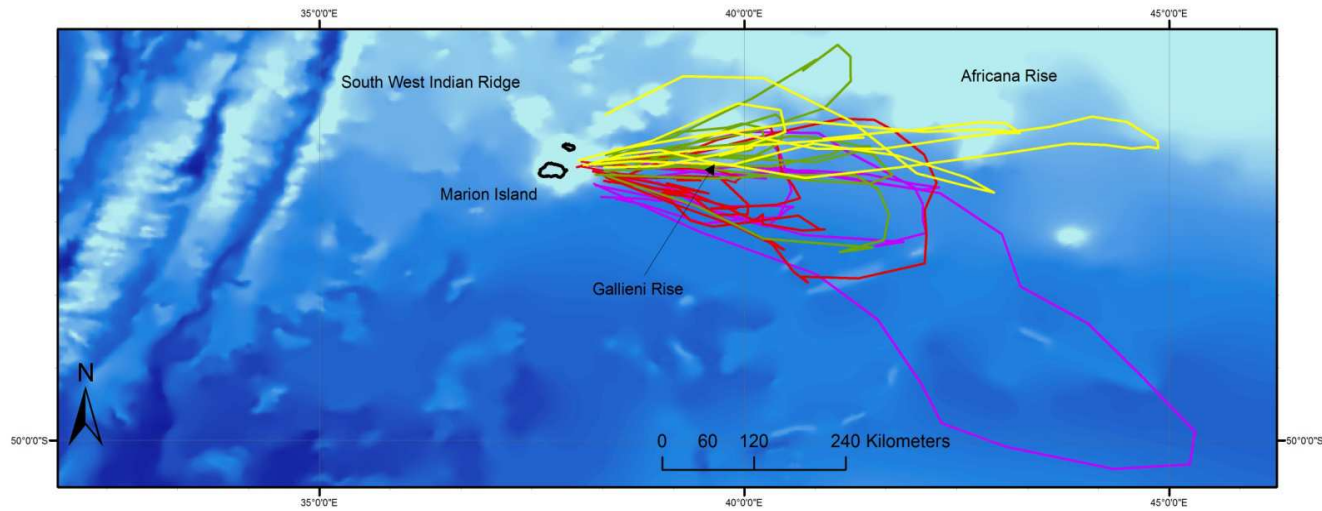 35°0'0"E 40°0'0"E 45°0'0"E
South West Indian Ridge
Africana Rise
Marion Island
Gallieni Rise
N
50°0'0"S 50°0'0"S
0 60 120 240 Kilometers
35°0'0"E 40°0'0"E 45°0'0"E